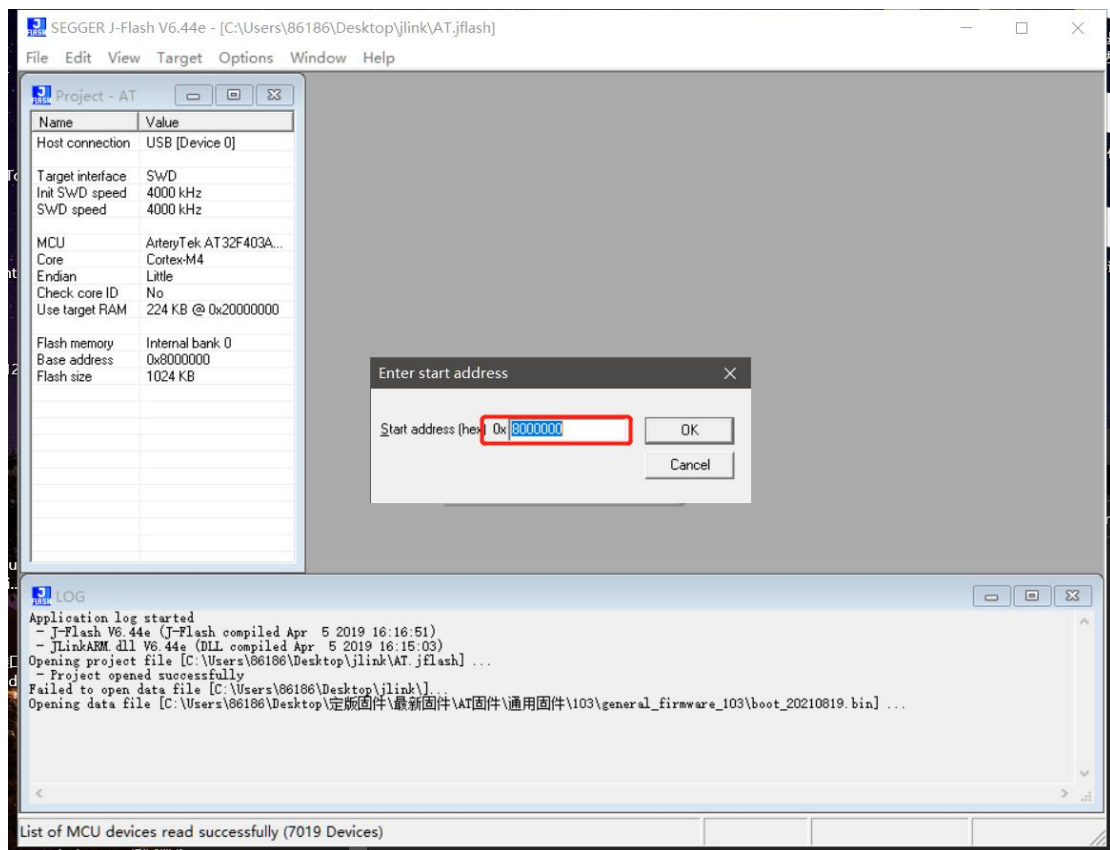 SEGGER J-Flash V6.44e - [C:\Users\86186\Desktop\jlink\AT.jflash]
File Edit View Target Options Window Help
Project - AT
Name Value
Host connection USB [Device 0]
Target interface SWD
Init SWD speed 4000 kHz
SWD speed 4000 kHz
MCU ArteryTek AT32F403A...
Core Cortex-M4
Endian Little
Check core ID No
Use target RAM 224 KB @ 0x20000000
Flash memory Internal bank 0
Base address 0x8000000
Flash size 1024 KB
Enter start address
Start address (hex) 0x 8000000
OK
Cancel
LOG
Application log started
- J-Flash V6.44e (J-Flash compiled Apr 5 2019 16:16:51)
- JLinkARM.dll V6.44e (DLL compiled Apr 5 2019 16:15:03)
Opening project file [C:\Users\86186\Desktop\jlink\AT.jflash] ...
- Project opened successfully
Failed to open data file [C:\Users\86186\Desktop\jlink\]...
Opening data file [C:\Users\86186\Desktop\定版固件\最新固件\AT固件\通用固件\103\general_firmware_103\boot_20210819.bin] ...
List of MCU devices read successfully (7019 Devices)